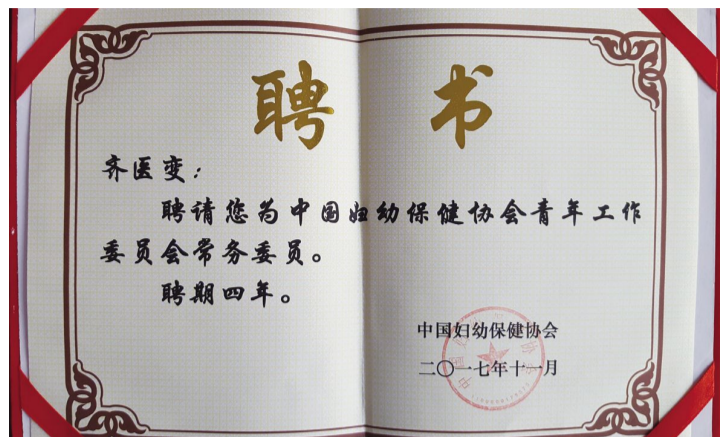 聘书
齐医变：
聘请您为中国妇幼保健协会青年工作
委员会常务委员。
聘期四年。
中国妇幼保健协会
二〇一七年十一月